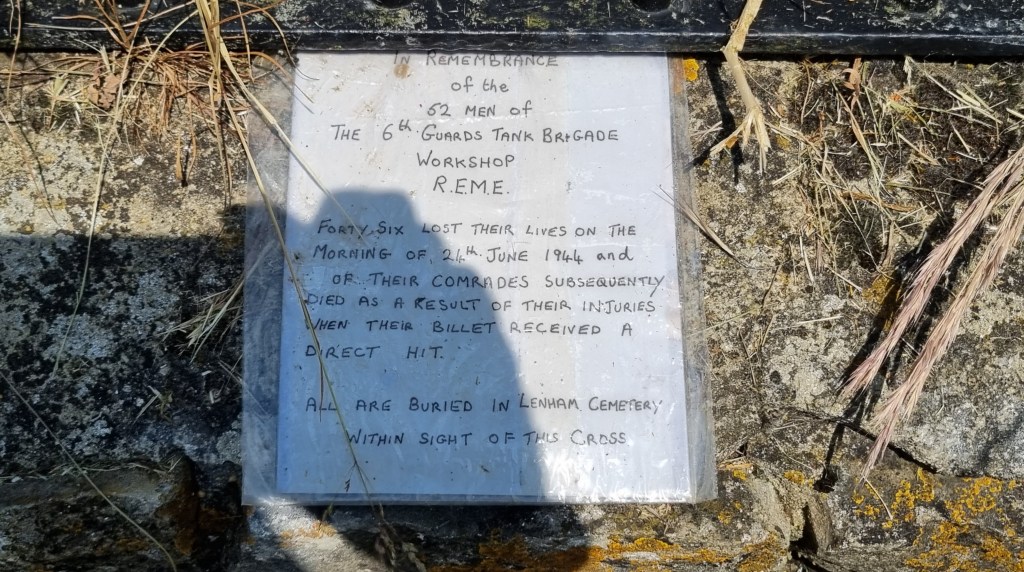 IN REMEMBRANCE
of the
52 MEN OF
THE 6th GUARDS TANK BRIGADE
WORKSHOP
R.E.M.E.
FORTY SIX LOST THEIR LIVES ON THE
MORNING OF, 24th JUNE 1944 and
OF THEIR COMRADES SUBSEQUENTLY
DIED AS A RESULT OF THEIR INJURIES
WHEN THEIR BILLET RECEIVED A
DIRECT HIT.
ALL ARE BURIED IN LENHAM CEMETERY
WITHIN SIGHT OF THIS CROSS